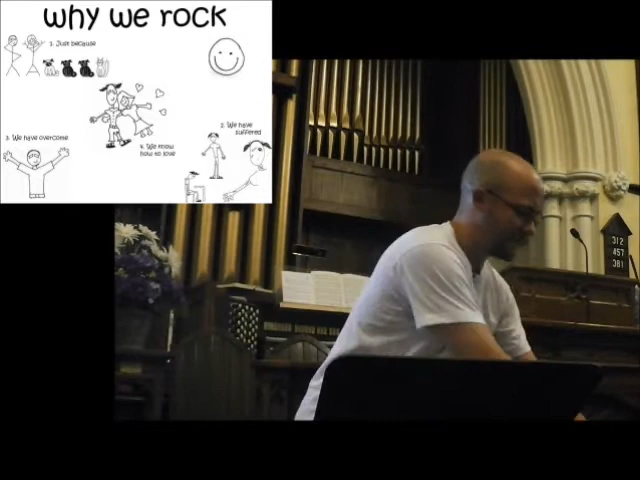 why we rock
1. Just because
2. We have
suffered
3. We have overcome
4. We know
how to love
312
457
381